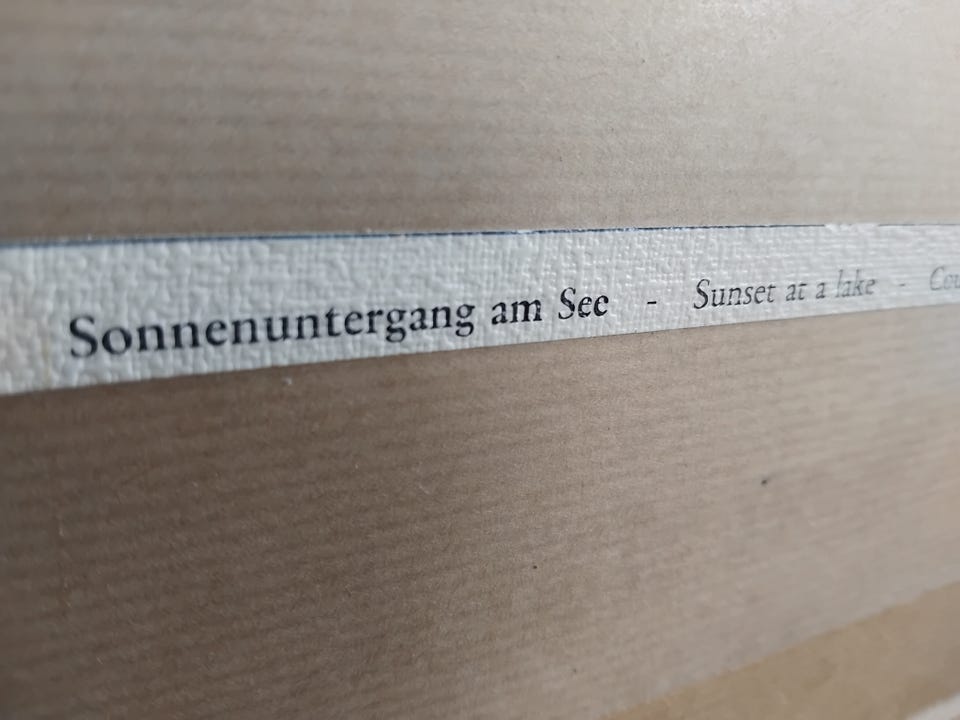 Sonnenuntergang am See - Sunset at a lake -